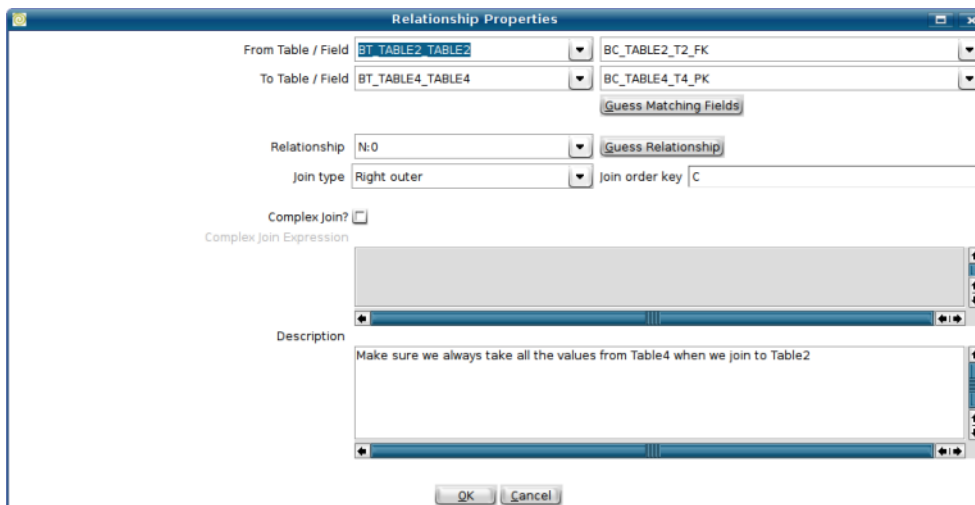 Relationship Properties
From Table / Field BT_TABLE2_TABLE2 BC_TABLE2_T2_FK
To Table / Field BT_TABLE4_TABLE4 BC_TABLE4_T4_PK
Guess Matching Fields
Relationship N:0 Guess Relationship
Join type Right outer Join order key C
Complex Join?
Complex Join Expression
Description
Make sure we always take all the values from Table4 when we join to Table2
OK Cancel